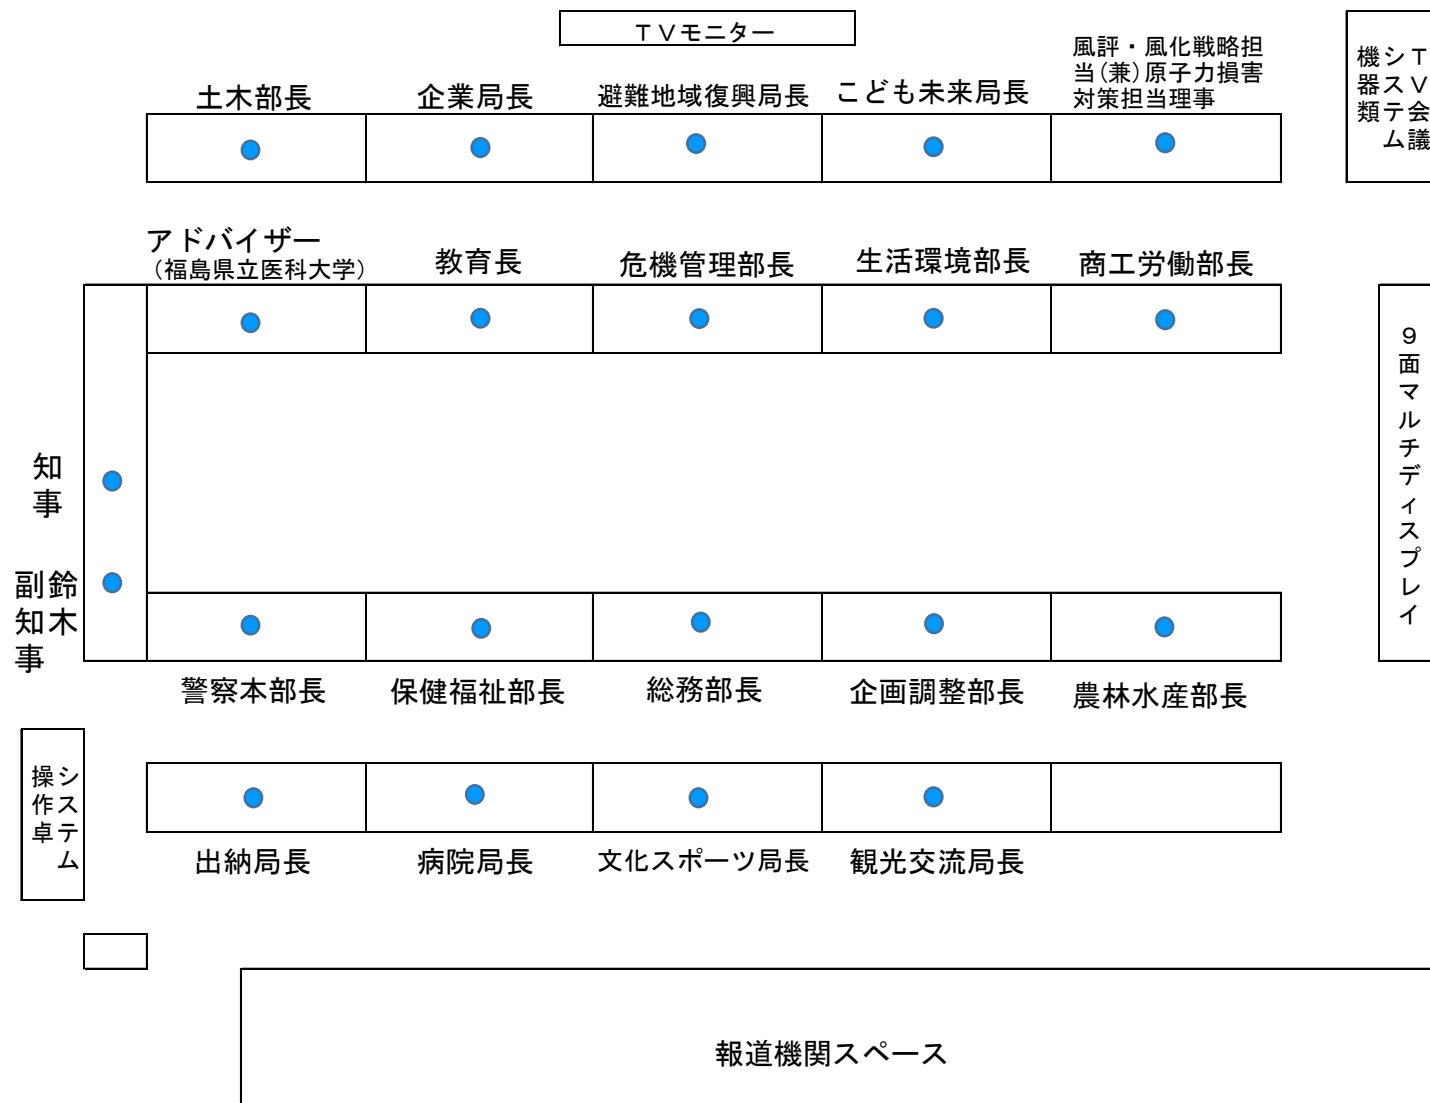 ＴＶモニター
風評・風化戦略担
当(兼)原子力損害
対策担当理事
土木部長
企業局長
避難地域復興局長
こども未来局長
ＴＶ会議
システム
機器類
アドバイザー
（福島県立医科大学）
教育長
危機管理部長
生活環境部長
商工労働部長
９面マルチディスプレイ
知事
鈴木
副知事
警察本部長
保健福祉部長
総務部長
企画調整部長
農林水産部長
システム
操作卓
出納局長
病院局長
文化スポーツ局長
観光交流局長
報道機関スペース